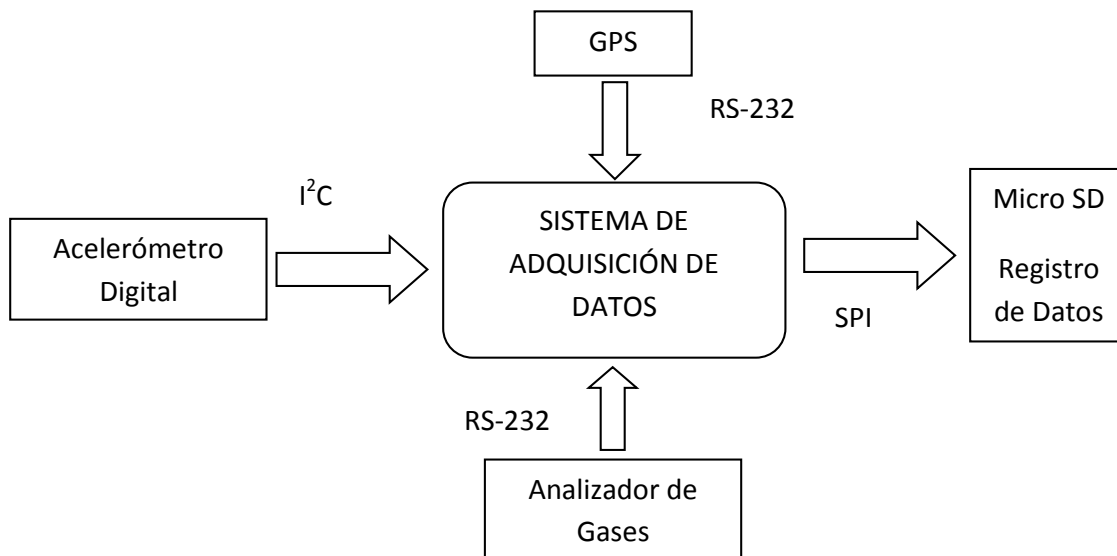 GPS
RS-232
I²C
Acelerómetro
Digital
SISTEMA DE
ADQUISICIÓN DE
DATOS
Micro SD
Registro
de Datos
SPI
RS-232
Analizador de
Gases